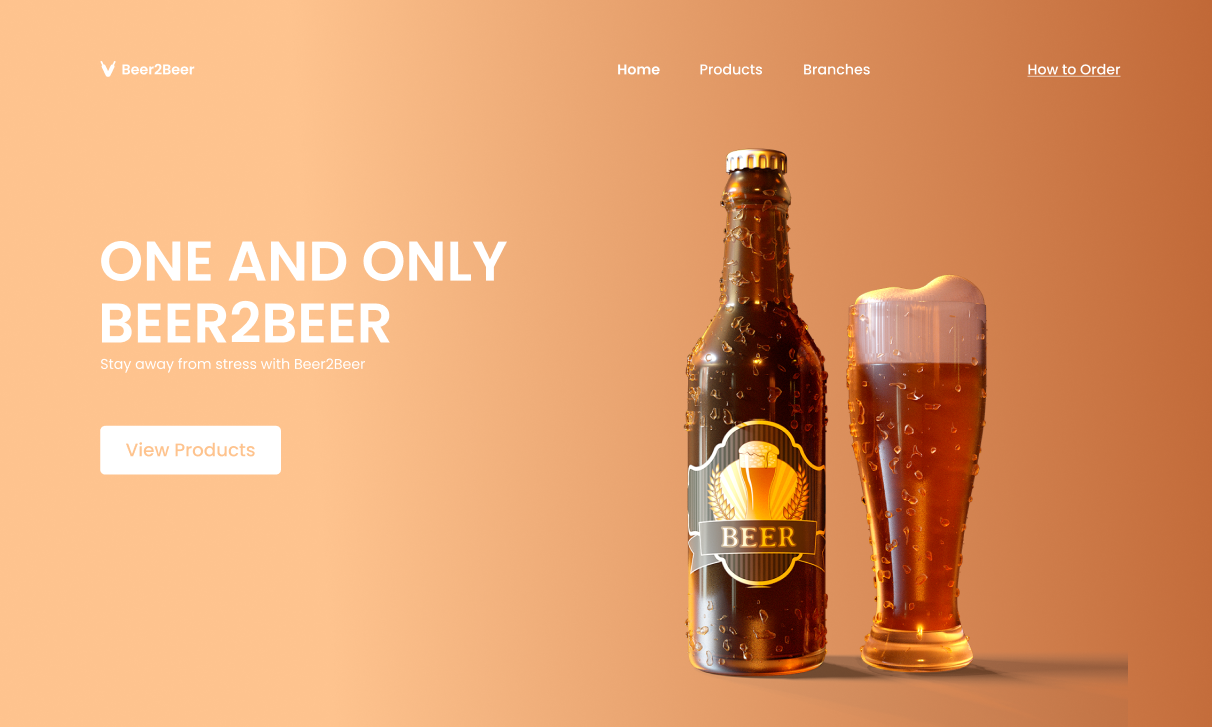 Beer2Beer
Home
Products
Branches
How to Order
ONE AND ONLY
BEER2BEER
Stay away from stress with Beer2Beer
View Products
BEER